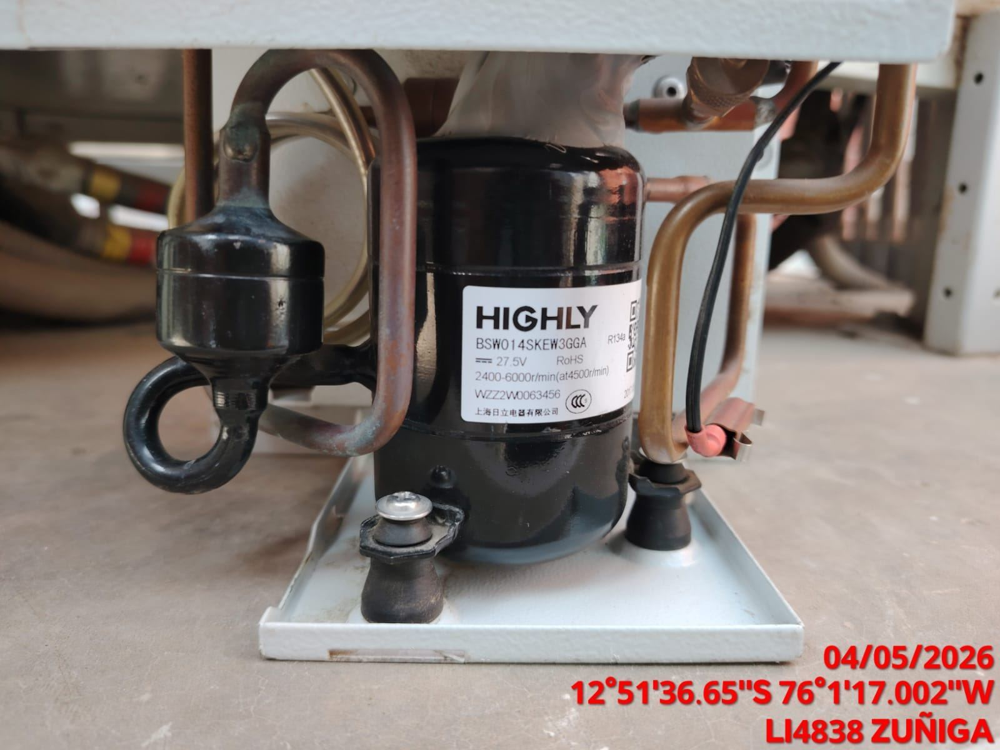 HIGHLY
BSW014SKEW3GGA R134a
27.5V RoHS
2400-6000r/min(at4500r/min)
WZZ2W0063456
CCC S
上海日立电器有限公司
04/05/2026
12°51'36.65"S 76°1'17.002"W
LI4838 ZUÑIGA